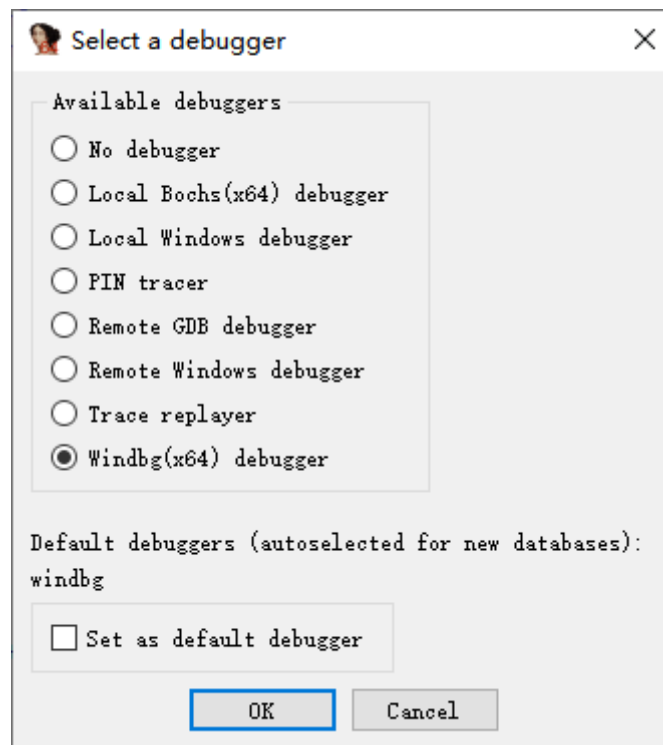 Select a debugger
Available debuggers
No debugger
Local Bochs(x64) debugger
Local Windows debugger
PIN tracer
Remote GDB debugger
Remote Windows debugger
Trace replayer
Windbg(x64) debugger
Default debuggers (autoselected for new databases):
windbg
Set as default debugger
OK Cancel